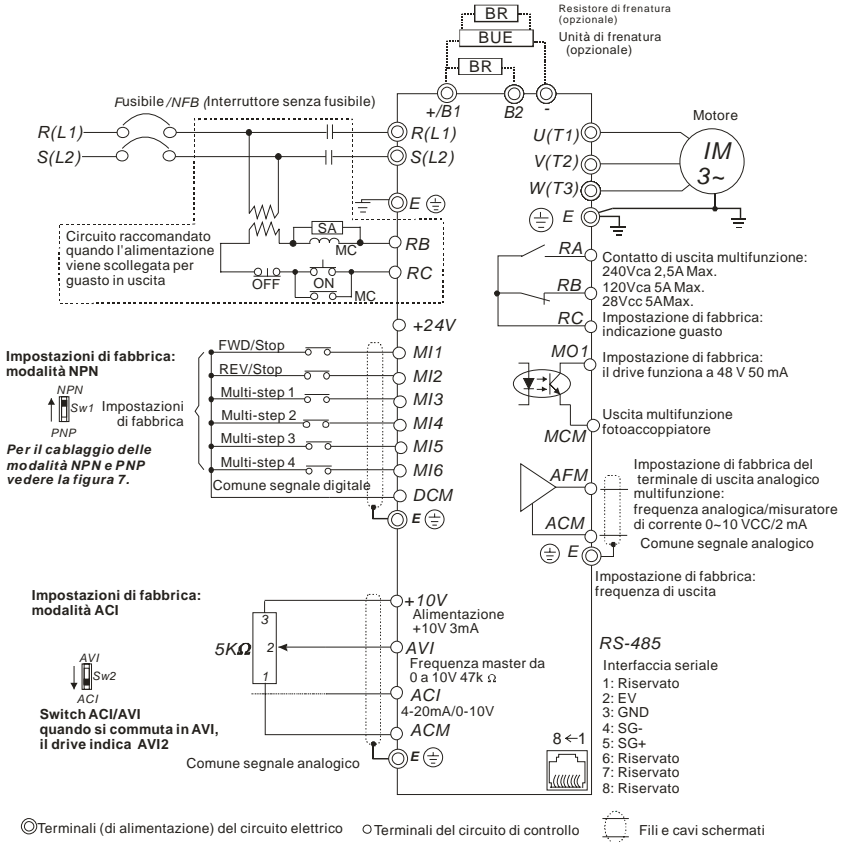 BR
Resistore di frenatura
(opzionale)
BUE
Unità di frenatura
(opzionale)
BR
+/B1
B2
-
Fusibile /NFB (Interruttore senza fusibile)
R(L1)
R(L1)
S(L2)
S(L2)
E
Circuito raccomandato
quando l'alimentazione
viene scollegata per
guasto in uscita
SA
MC
RB
OFF
ON
MC
RC
Motore
U(T1)
V(T2)
W(T3)
IM
3~
E
RA
RB
RC
Contatto di uscita multifunzione:
240Vca 2,5A Max.
120Vca 5A Max.
28Vcc 5AMax.
Impostazione di fabbrica:
indicazione guasto
MO1
Impostazione di fabbrica:
il drive funziona a 48 V 50 mA
Uscita multifunzione
fotoaccoppiatore
MCM
+24V
Impostazioni di fabbrica:
modalità NPN
NPN
Sw1
PNP
Impostazioni
di fabbrica
Per il cablaggio delle
modalità NPN e PNP
vedere la figura 7.
FWD/Stop
MI1
REV/Stop
MI2
Multi-step 1
MI3
Multi-step 2
MI4
Multi-step 3
MI5
Multi-step 4
MI6
Comune segnale digitale
DCM
E
AFM
Impostazione di fabbrica del
terminale di uscita analogico
multifunzione:
frequenza analogica/misuratore
di corrente 0~10 VCC/2 mA
ACM
Comune segnale analogico
E
Impostazione di fabbrica:
frequenza di uscita
Impostazioni di fabbrica:
modalità ACI
AVI
Sw2
ACI
Switch ACI/AVI
quando si commuta in AVI,
il drive indica AVI2
5KΩ
3
2
1
+10V
Alimentazione
+10V 3mA
AVI
Frequenza master da
0 a 10V 47k Ω
ACI
4-20mA/0-10V
ACM
Comune segnale analogico
E
RS-485
Interfaccia seriale
1: Riservato
2: EV
3: GND
4: SG-
5: SG+
6: Riservato
7: Riservato
8: Riservato
8←1
Terminali (di alimentazione) del circuito elettrico
Terminali del circuito di controllo
Fili e cavi schermati